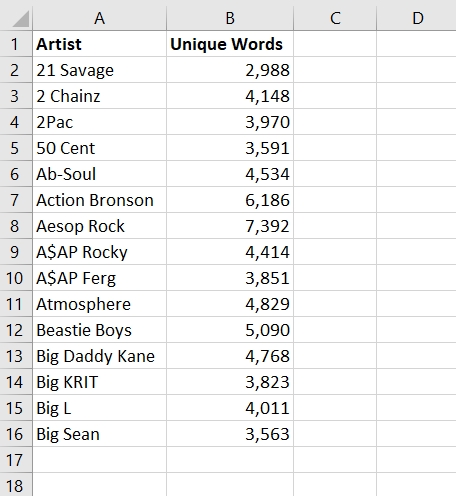 A B C D
1 Artist Unique Words
2 21 Savage 2,988
3 2 Chainz 4,148
4 2Pac 3,970
5 50 Cent 3,591
6 Ab-Soul 4,534
7 Action Bronson 6,186
8 Aesop Rock 7,392
9 A$AP Rocky 4,414
10 A$AP Ferg 3,851
11 Atmosphere 4,829
12 Beastie Boys 5,090
13 Big Daddy Kane 4,768
14 Big KRIT 3,823
15 Big L 4,011
16 Big Sean 3,563
17
18